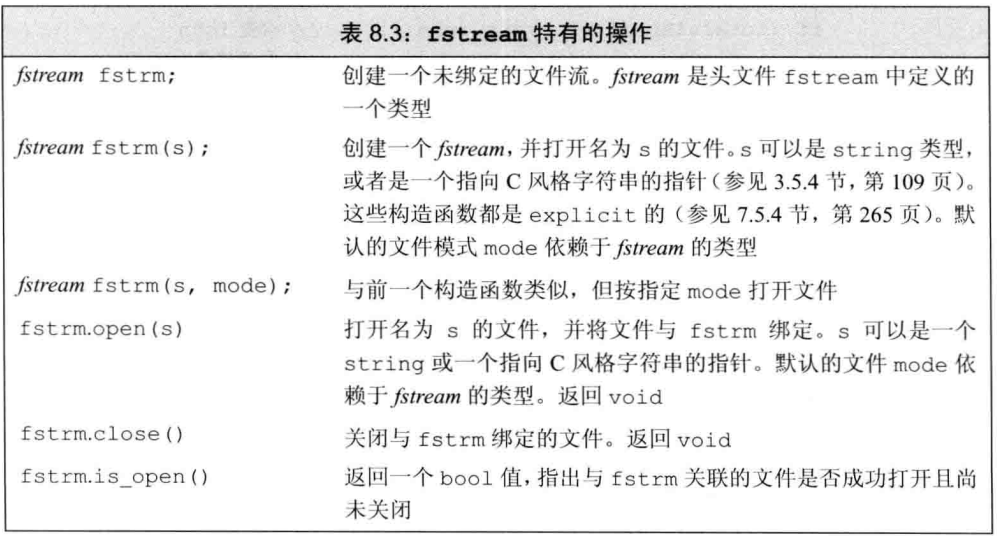 表 8.3：fstream 特有的操作
fstream fstrm; 创建一个未绑定的文件流。fstream 是头文件 fstream 中定义的
一个类型
fstream fstrm(s); 创建一个 fstream，并打开名为 s 的文件。s 可以是 string 类型，
或者是一个指向 C 风格字符串的指针（参见 3.5.4 节，第 109 页）。
这些构造函数都是 explicit 的（参见 7.5.4 节，第 265 页）。默
认的文件模式 mode 依赖于 fstream 的类型
fstream fstrm(s, mode); 与前一个构造函数类似，但按指定 mode 打开文件
fstrm.open(s) 打开名为 s 的文件，并将文件与 fstrm 绑定。s 可以是一个
string 或一个指向 C 风格字符串的指针。默认的文件 mode 依
赖于 fstream 的类型。返回 void
fstrm.close() 关闭与 fstrm 绑定的文件。返回 void
fstrm.is_open() 返回一个 bool 值，指出与 fstrm 关联的文件是否成功打开且尚
未关闭